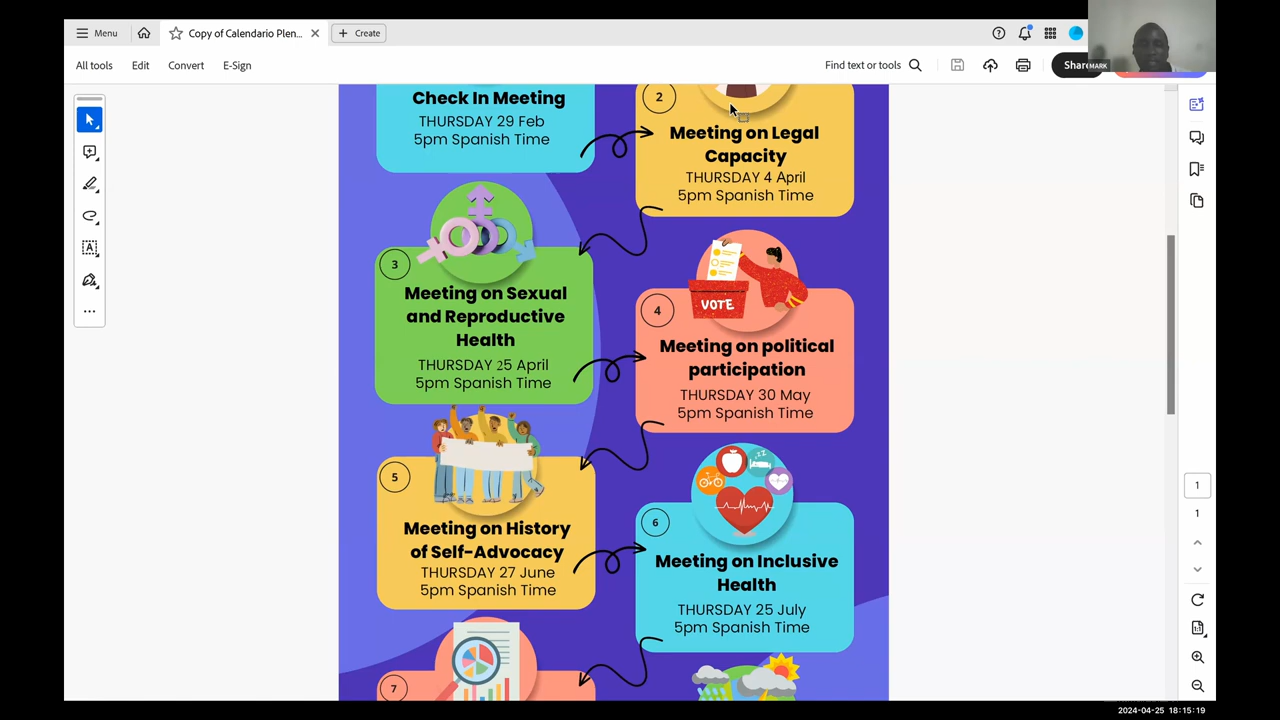 Menu
Copy of Calendario Plen...
Create
All tools
Edit
Convert
E-Sign
Find text or tools
Shar
MARK
Check In Meeting
THURSDAY 29 Feb
5pm Spanish Time
2
Meeting on Legal
Capacity
THURSDAY 4 April
5pm Spanish Time
3
Meeting on Sexual
and Reproductive
Health
THURSDAY 25 April
5pm Spanish Time
VOTE
4
Meeting on political
participation
THURSDAY 30 May
5pm Spanish Time
5
Meeting on History
of Self-Advocacy
THURSDAY 27 June
5pm Spanish Time
6
Meeting on Inclusive
Health
THURSDAY 25 July
5pm Spanish Time
7
1
1
2024-04-25 18:15:19